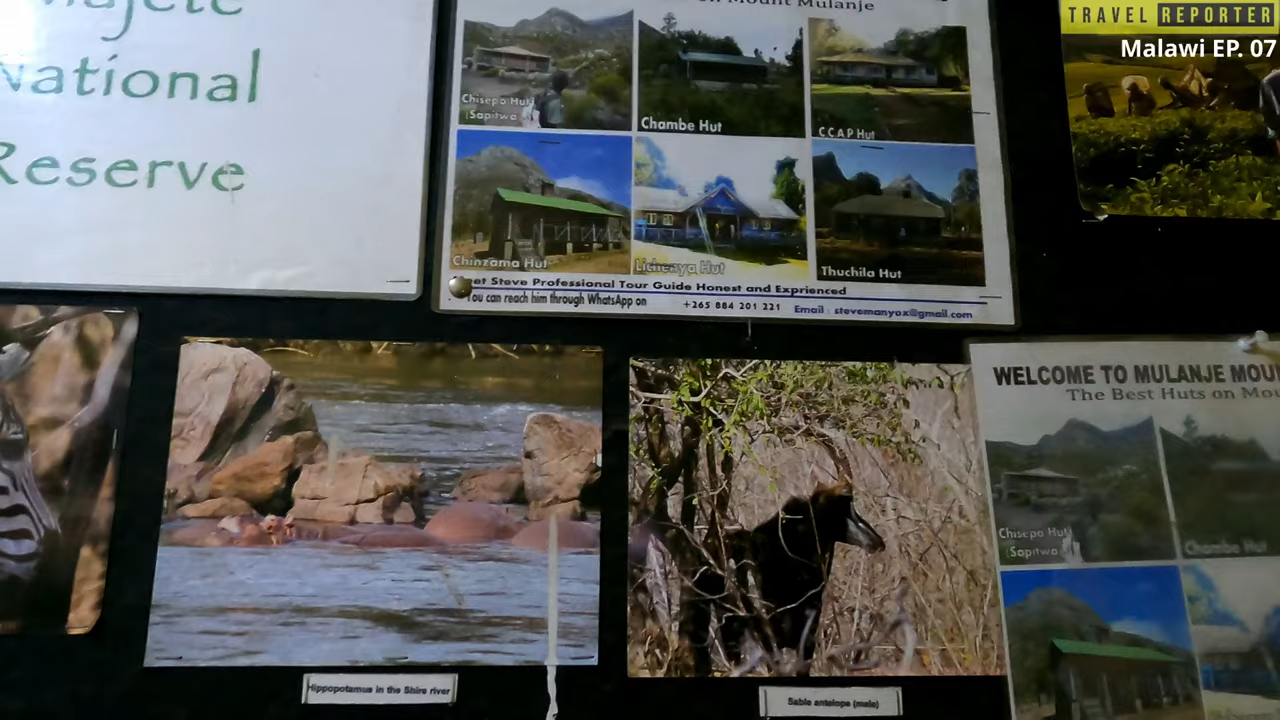 TRAVEL REPORTER
Malawi EP. 07
National
Reserve
on Mount Mulanje
Chisepo Hut
(Sapitwa
Chambe Hut
CCAP Hut
Chinzama Hut
Lichenya Hut
Thuchila Hut
Steve Professional Tour Guide Honest and Exprienced
You can reach him through WhatsApp on +265 884 201 221 Email : stevemanyox@gmail.com
WELCOME TO MULANJE
The Best Huts on
Chisepo Hut
(Sapitwa
Chambe Hut
Hippopotamus in the Shire river
Sable antelope (male)